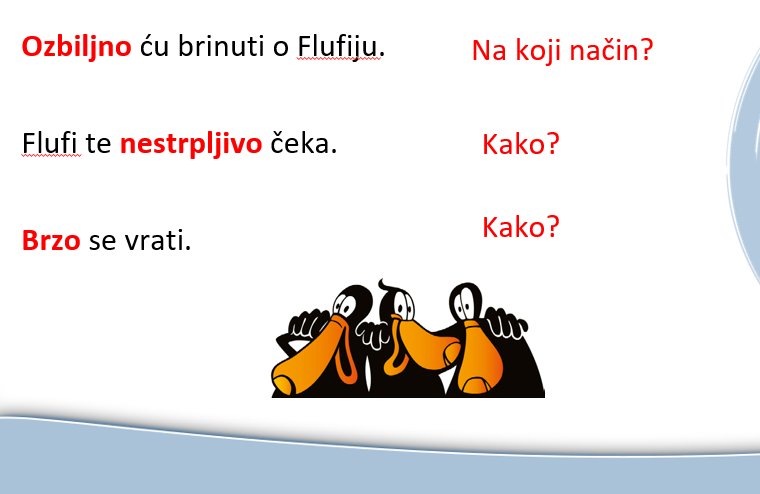 Ozbiljno ću brinuti o Flufiju. Na koji način?
Flufi te nestrpljivo čeka. Kako?
Brzo se vrati. Kako?